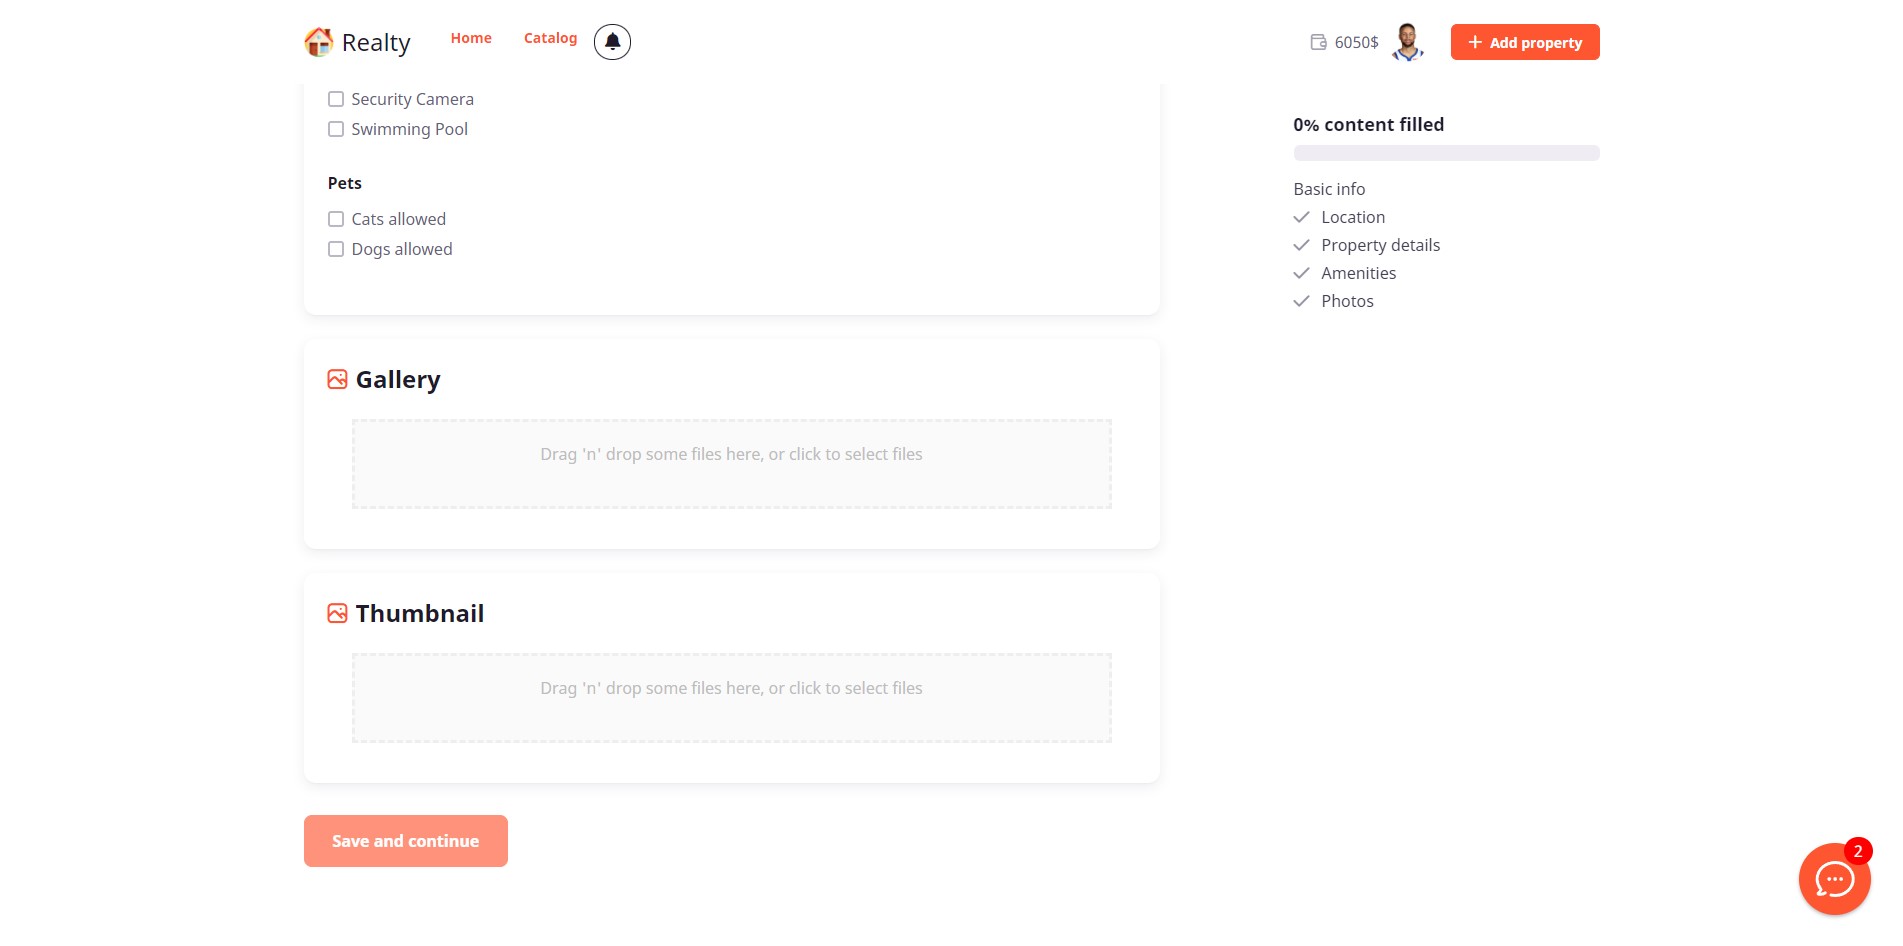 Realty
Home
Catalog
6050$
Add property
Security Camera
Swimming Pool
Pets
Cats allowed
Dogs allowed
0% content filled
Basic info
Location
Property details
Amenities
Photos
Gallery
Drag 'n' drop some files here, or click to select files
Thumbnail
Drag 'n' drop some files here, or click to select files
Save and continue
2